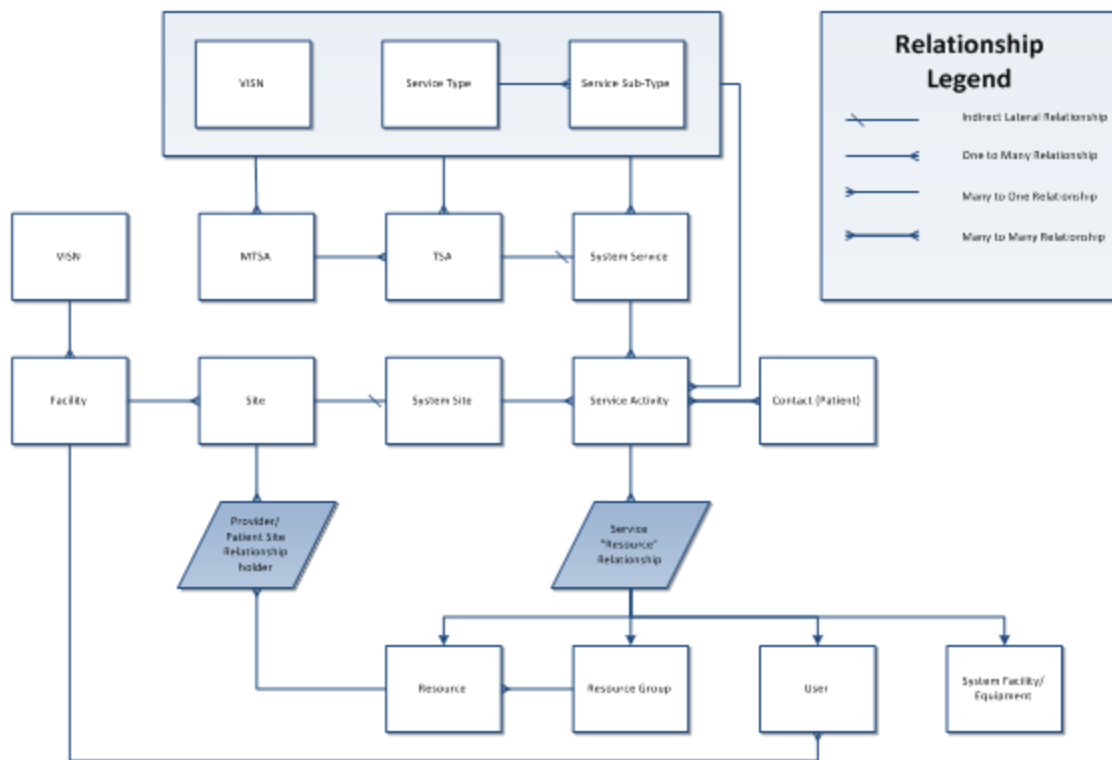 VISN
Service Type
Service Sub-Type
Relationship
Legend
Indirect Lateral Relationship
One to Many Relationship
Many to One Relationship
Many to Many Relationship
VISN
MTSA
TSA
System Service
Facility
Site
System Site
Service Activity
Contact (Patient)
Provider/
Patient Site
Relationship
holder
Service
"Resource"
Relationship
Resource
Resource Group
User
System Facility/
Equipment